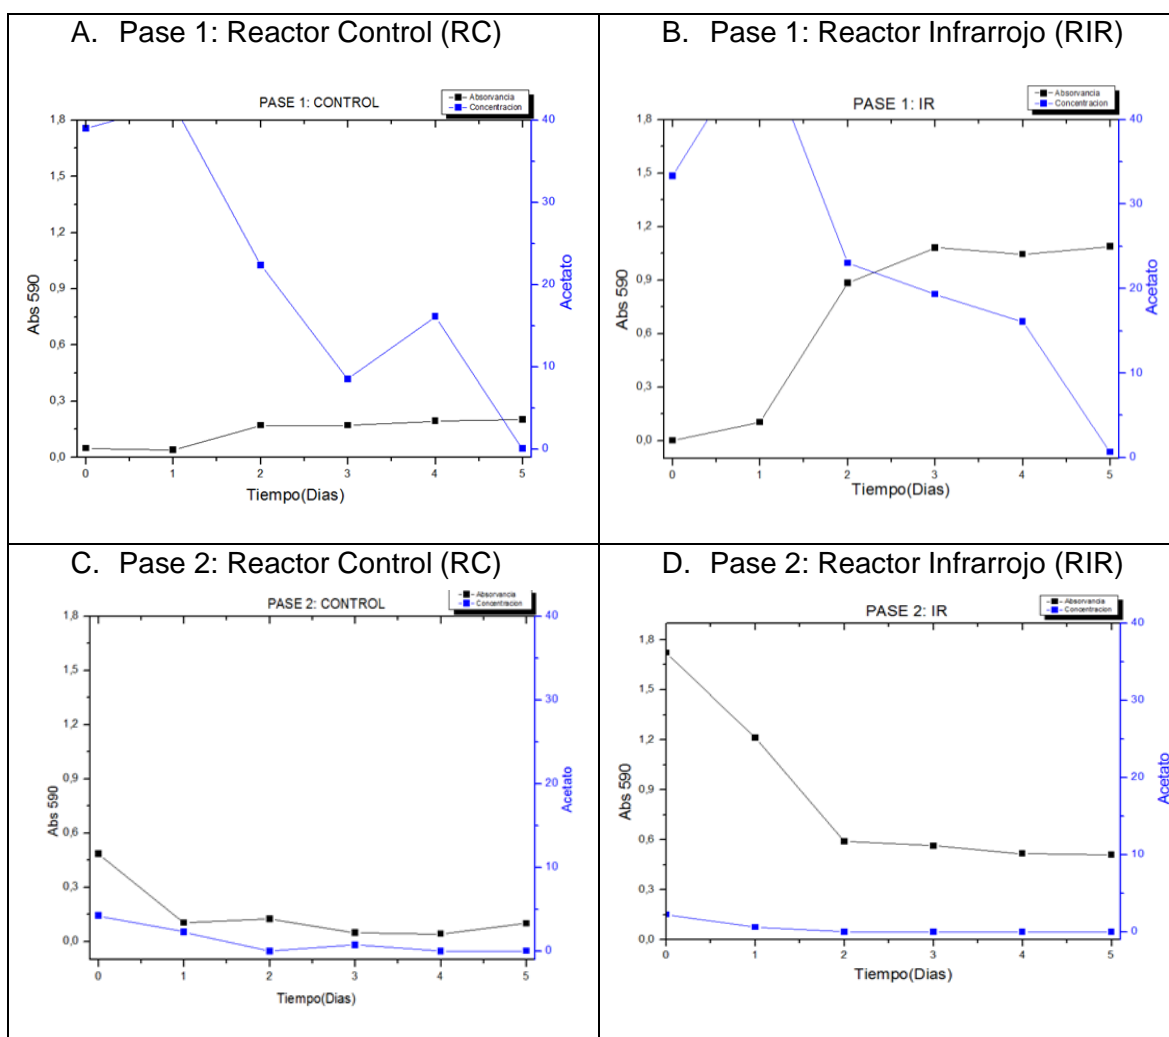 A. Pase 1: Reactor Control (RC)
PASE 1: CONTROL
Absorvancia
Concentracion
1,8
1,5
1,2
0,9
0,6
0,3
0,0
Abs 590
40
30
20
10
0
Acetato
0 1 2 3 4 5
Tiempo(Dias)
B. Pase 1: Reactor Infrarrojo (RIR)
PASE 1: IR
Absorvancia
Concentracion
1,8
1,5
1,2
0,9
0,6
0,3
0,0
Abs 590
40
30
20
10
0
Acetato
0 1 2 3 4 5
Tiempo(Dias)
C. Pase 2: Reactor Control (RC)
PASE 2: CONTROL
Absorvancia
Concentracion
1,8
1,5
1,2
0,9
0,6
0,3
0,0
Abs 590
40
30
20
10
0
Acetato
0 1 2 3 4 5
Tiempo(Dias)
D. Pase 2: Reactor Infrarrojo (RIR)
PASE 2: IR
Absorvancia
Concentracion
1,8
1,5
1,2
0,9
0,6
0,3
0,0
Abs 590
40
30
20
10
0
Acetato
0 1 2 3 4 5
Tiempo(Dias)